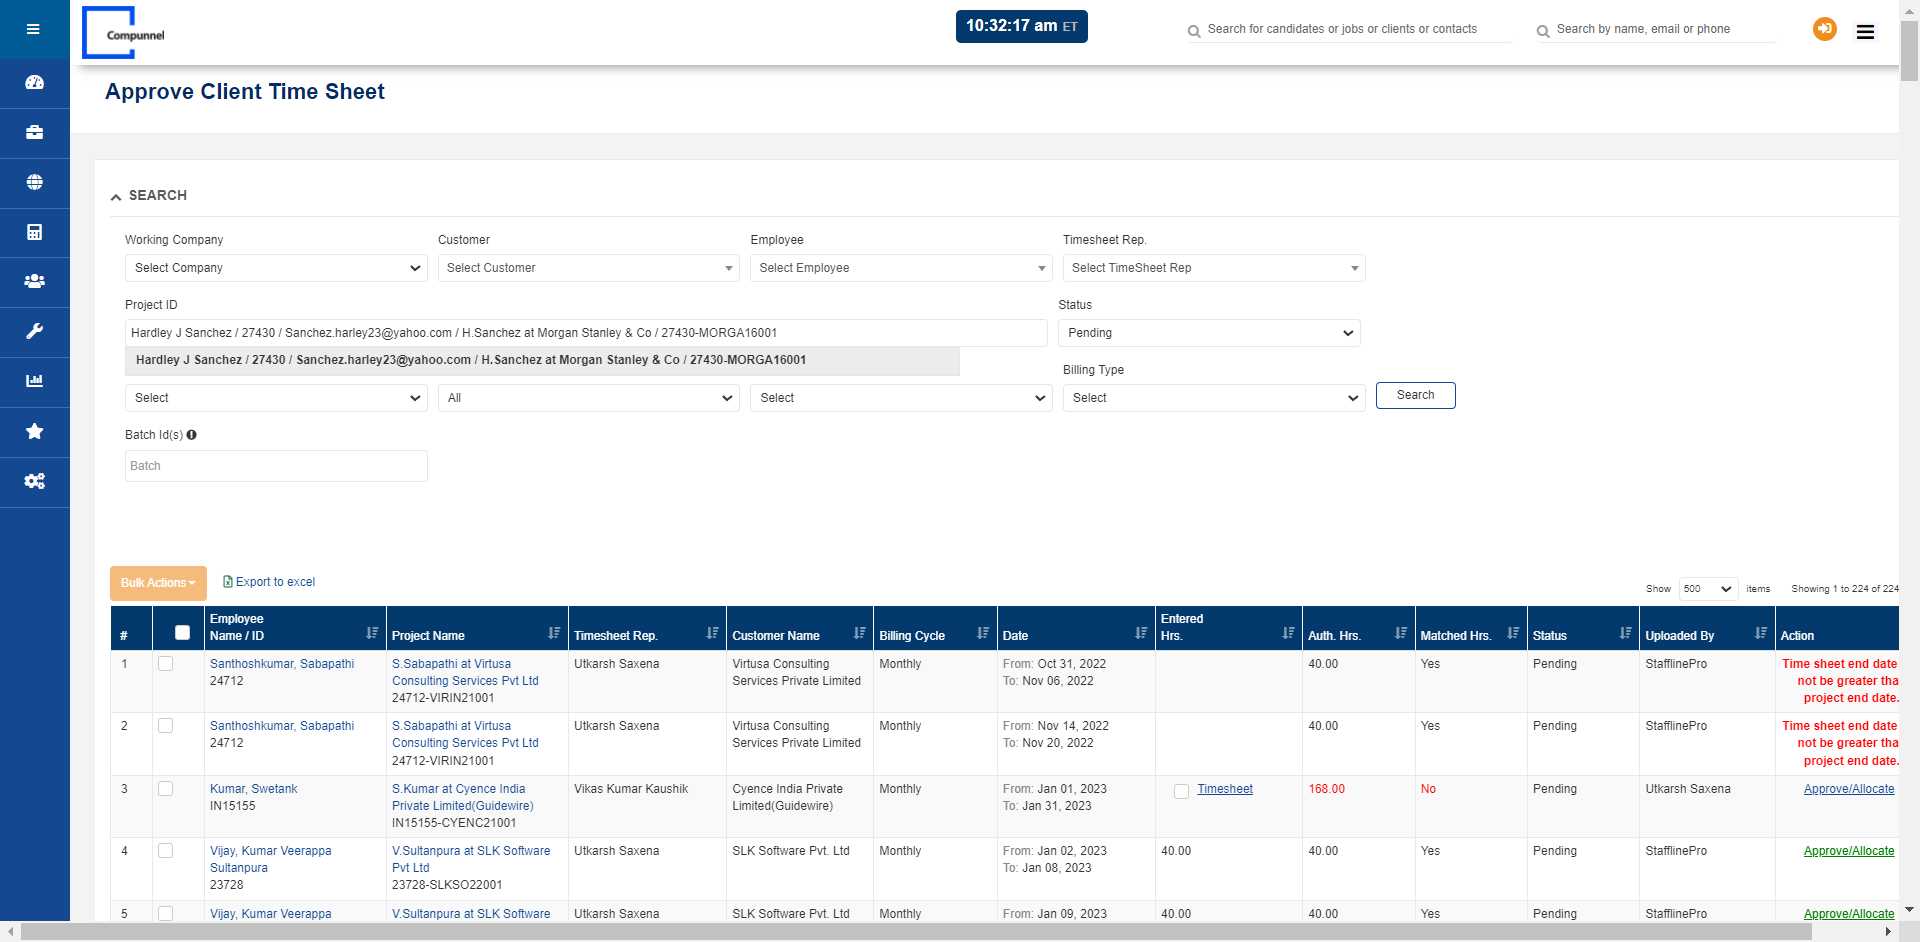 Compunnel
10:32:17 am ET
Search for candidates or jobs or clients or contacts
Search by name, email or phone
Approve Client Time Sheet
SEARCH
Working Company
Customer
Employee
Timesheet Rep.
Select Company
Select Customer
Select Employee
Select TimeSheet Rep
Project ID
Status
Hardley J Sanchez / 27430 / Sanchez.harley23@yahoo.com / H.Sanchez at Morgan Stanley & Co / 27430-MORGA16001
Pending
Hardley J Sanchez / 27430 / Sanchez.harley23@yahoo.com / H.Sanchez at Morgan Stanley & Co / 27430-MORGA16001
Billing Type
Select
All
Select
Select
Search
Batch Id(s)
Batch
Bulk Actions
Export to excel
Show 500 items
Showing 1 to 224 of 224
# Employee Name / ID Project Name Timesheet Rep. Customer Name Billing Cycle Date Entered Hrs. Auth. Hrs. Matched Hrs. Status Uploaded By Action
1 Santhoshkumar, Sabapathi S.Sabapathi at Virtusa Utkarsh Saxena Virtusa Consulting Monthly From: Oct 31, 2022 40.00 Yes Pending StafflinePro Time sheet end date
24712 Consulting Services Pvt Ltd Services Private Limited To: Nov 06, 2022 not be greater tha
24712-VIRIN21001 project end date.
2 Santhoshkumar, Sabapathi S.Sabapathi at Virtusa Utkarsh Saxena Virtusa Consulting Monthly From: Nov 14, 2022 40.00 Yes Pending StafflinePro Time sheet end date
24712 Consulting Services Pvt Ltd Services Private Limited To: Nov 20, 2022 not be greater tha
24712-VIRIN21001 project end date.
3 Kumar, Swetank S.Kumar at Cyence India Vikas Kumar Kaushik Cyence India Private Monthly From: Jan 01, 2023 Timesheet 168.00 No Pending Utkarsh Saxena Approve/Allocate
IN15155 Private Limited(Guidewire) Limited(Guidewire) To: Jan 31, 2023
IN15155-CYENC21001
4 Vijay, Kumar Veerappa V.Sultanpura at SLK Software Utkarsh Saxena SLK Software Pvt. Ltd Monthly From: Jan 02, 2023 40.00 40.00 Yes Pending StafflinePro Approve/Allocate
Sultanpura Pvt Ltd To: Jan 08, 2023
23728 23728-SLKSO22001
5 Vijay, Kumar Veerappa V.Sultanpura at SLK Software Utkarsh Saxena SLK Software Pvt. Ltd Monthly From: Jan 09, 2023 40.00 40.00 Yes Pending StafflinePro Approve/Allocate